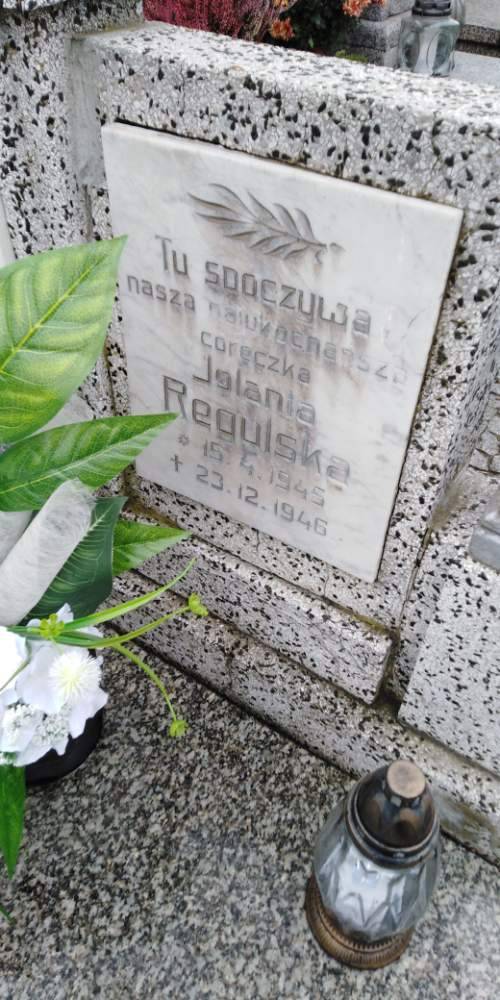 Tu spoczywa
nasza najukochańsza
córeczka
Jolania
Regulska
* 15.4.1945
✝ 23.12.1946